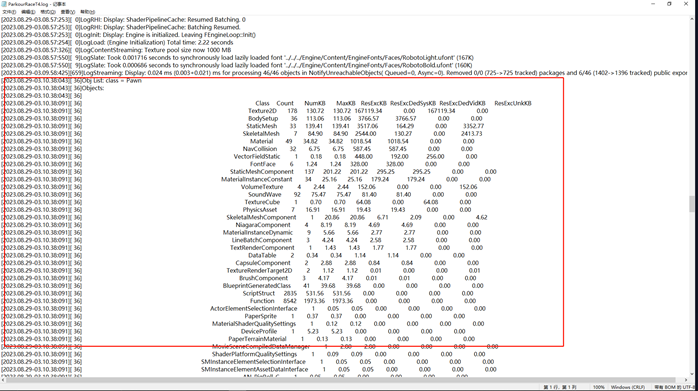 ParkourRace74.log - 记事本
文件(F) 编辑(E) 格式(O) 查看(V) 帮助(H)
[2023.08.29-03.08.57:253][ 0]LogRHI: Display: ShaderPipelineCache: Resumed Batching. 0
[2023.08.29-03.08.57:253][ 0]LogRHI: Display: ShaderPipelineCache: Batching Resumed.
[2023.08.29-03.08.57:253][ 0]LogInit: Display: Engine is initialized. Leaving FEngineLoop::Init()
[2023.08.29-03.08.57:254][ 0]LogLoad: (Engine Initialization) Total time: 2.22 seconds
[2023.08.29-03.08.57:327][ 0]LogContentStreaming: Texture pool size now 1000 MB
[2023.08.29-03.08.57:550][ 9]LogSlate: Took 0.001716 seconds to synchronously load lazily loaded font '../../../Engine/Content/EngineFonts/Faces/RobotoLight.ufont' (167K)
[2023.08.29-03.08.57:550][ 9]LogSlate: Took 0.000686 seconds to synchronously load lazily loaded font '../../../Engine/Content/EngineFonts/Faces/RobotoBold.ufont' (160K)
[2023.08.29-03.09.58:425][659]LogStreaming: Display: 0.024 ms (0.003+0.021) ms for processing 46/46 objects in NotifyUnreachableObjects( Queued=0, Async=0). Removed 0/0 (725->725 tracked) packages and 6/46 (1402->1396 tracked) public expor
[2023.08.29-03.10.38:043][ 36]Obj List: class = Pawn
[2023.08.29-03.10.38:043][ 36]Objects:
[2023.08.29-03.10.38:091][ 36]
[2023.08.29-03.10.38:091][ 36] Class Count NumKB MaxKB ResExcKB ResExcDedSysKB ResExcDedVidKB ResExcUnkKB
[2023.08.29-03.10.38:091][ 36] Texture2D 178 130.72 130.72 167119.34 0.00 167119.34 0.00
[2023.08.29-03.10.38:091][ 36] BodySetup 36 113.06 113.06 3766.57 3766.57 0.00 0.00
[2023.08.29-03.10.38:091][ 36] StaticMesh 33 139.41 139.41 3517.06 164.29 0.00 3352.77
[2023.08.29-03.10.38:091][ 36] SkeletalMesh 7 84.90 84.90 2544.00 130.27 0.00 2413.73
[2023.08.29-03.10.38:091][ 36] Material 49 34.82 34.82 1018.54 1018.54 0.00 0.00
[2023.08.29-03.10.38:091][ 36] NavCollision 32 6.75 6.75 587.45 587.45 0.00 0.00
[2023.08.29-03.10.38:091][ 36] VectorFieldStatic 1 0.18 0.18 448.00 192.00 256.00 0.00
[2023.08.29-03.10.38:091][ 36] FontFace 6 1.24 1.24 328.00 328.00 0.00 0.00
[2023.08.29-03.10.38:091][ 36] StaticMeshComponent 137 201.22 201.22 295.25 295.25 0.00 0.00
[2023.08.29-03.10.38:091][ 36] MaterialInstanceConstant 34 25.16 25.16 179.24 179.24 0.00 0.00
[2023.08.29-03.10.38:091][ 36] VolumeTexture 4 2.44 2.44 152.06 0.00 0.00 152.06
[2023.08.29-03.10.38:091][ 36] SoundWave 92 75.47 75.47 81.40 81.40 0.00 0.00
[2023.08.29-03.10.38:091][ 36] TextureCube 1 0.70 0.70 64.08 0.00 64.08 0.00
[2023.08.29-03.10.38:091][ 36] PhysicsAsset 7 16.91 16.91 19.43 19.43 0.00 0.00
[2023.08.29-03.10.38:091][ 36] SkeletalMeshComponent 1 20.86 20.86 6.71 2.09 0.00 4.62
[2023.08.29-03.10.38:091][ 36] NiagaraComponent 4 8.19 8.19 4.69 4.69 0.00 0.00
[2023.08.29-03.10.38:091][ 36] MaterialInstanceDynamic 9 5.66 5.66 2.77 2.77 0.00 0.00
[2023.08.29-03.10.38:091][ 36] LineBatchComponent 3 4.24 4.24 2.58 2.58 0.00 0.00
[2023.08.29-03.10.38:091][ 36] TextRenderComponent 1 1.43 1.43 1.77 1.77 0.00 0.00
[2023.08.29-03.10.38:091][ 36] DataTable 2 0.34 0.34 1.14 1.14 0.00 0.00
[2023.08.29-03.10.38:091][ 36] CapsuleComponent 2 2.88 2.88 0.84 0.84 0.00 0.00
[2023.08.29-03.10.38:091][ 36] TextureRenderTarget2D 2 1.12 1.12 0.01 0.00 0.00 0.01
[2023.08.29-03.10.38:091][ 36] BrushComponent 3 4.17 4.17 0.01 0.01 0.00 0.00
[2023.08.29-03.10.38:091][ 36] BlueprintGeneratedClass 41 39.68 39.68 0.00 0.00 0.00 0.00
[2023.08.29-03.10.38:091][ 36] ScriptStruct 2835 531.56 531.56 0.00 0.00 0.00 0.00
[2023.08.29-03.10.38:091][ 36] Function 8542 1973.36 1973.36 0.00 0.00 0.00 0.00
[2023.08.29-03.10.38:091][ 36] ActorElementSelectionInterface 1 0.05 0.05 0.00 0.00 0.00 0.00
[2023.08.29-03.10.38:091][ 36] PaperSprite 1 0.37 0.37 0.00 0.00 0.00 0.00
[2023.08.29-03.10.38:091][ 36] MaterialShaderQualitySettings 1 0.12 0.12 0.00 0.00 0.00 0.00
[2023.08.29-03.10.38:091][ 36] DeviceProfile 1 5.23 5.23 0.00 0.00 0.00 0.00
[2023.08.29-03.10.38:091][ 36] PaperTerrainMaterial 1 0.13 0.13 0.00 0.00 0.00 0.00
[2023.08.29-03.10.38:091][ 36] 0.00 0.00 0.00 0.00
[2023.08.29-03.10.38:091][ 36] ShaderPlatformQualitySettings 1 0.09 0.09 0.00 0.00 0.00 0.00
[2023.08.29-03.10.38:091][ 36] SMInstanceElementSelectionInterface 1 0.05 0.05 0.00 0.00 0.00 0.00
[2023.08.29-03.10.38:091][ 36] SMInstanceElementAssetDataInterface 1 0.05 0.05 0.00 0.00 0.00 0.00
第 1 行，第 1 列 100% Windows (CRLF) 带有 BOM 的 UTF-8